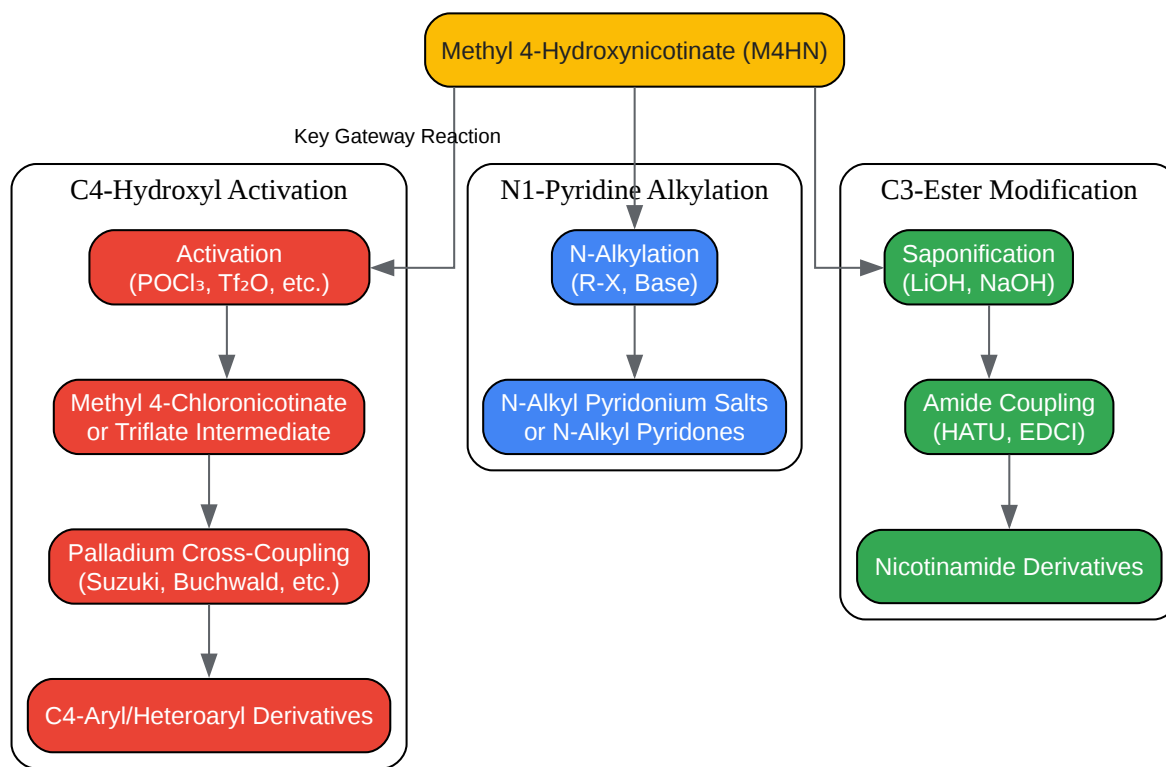 Methyl 4-Hydroxynicotinate (M4HN)
Key Gateway Reaction
C4-Hydroxyl Activation
Activation
(POCl₃, Tf₂O, etc.)
Methyl 4-Chloronicotinate
or Triflate Intermediate
Palladium Cross-Coupling
(Suzuki, Buchwald, etc.)
C4-Aryl/Heteroaryl Derivatives
N1-Pyridine Alkylation
N-Alkylation
(R-X, Base)
N-Alkyl Pyridonium Salts
or N-Alkyl Pyridones
C3-Ester Modification
Saponification
(LiOH, NaOH)
Amide Coupling
(HATU, EDCI)
Nicotinamide Derivatives